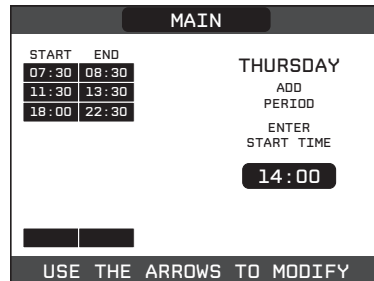 MAIN
START END
07:30 08:30
11:30 13:30
18:00 22:30
THURSDAY
ADD
PERIOD
ENTER
START TIME
14:00
USE THE ARROWS TO MODIFY